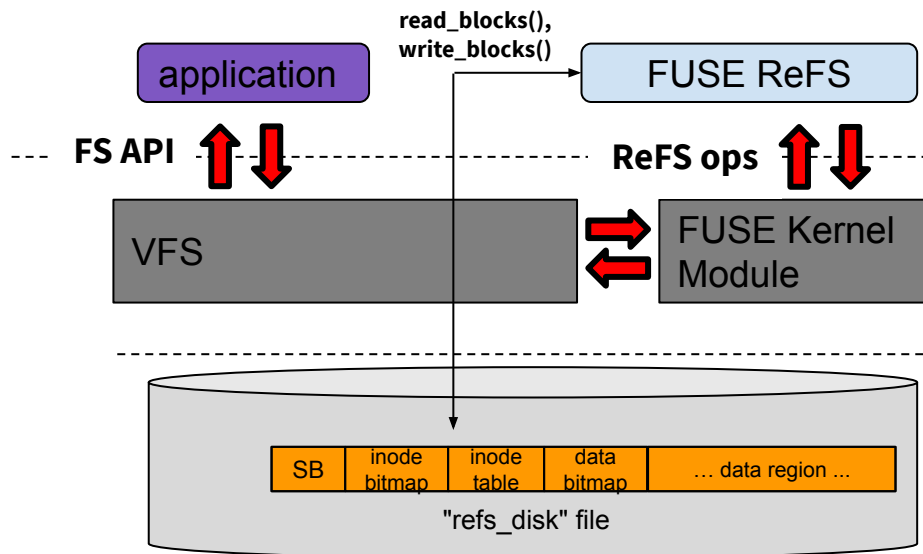 read_blocks(),
write_blocks()
application
FUSE ReFS
FS API
ReFS ops
VFS
FUSE Kernel
Module
SB
inode
bitmap
inode
table
data
bitmap
... data region ...
"refs_disk" file